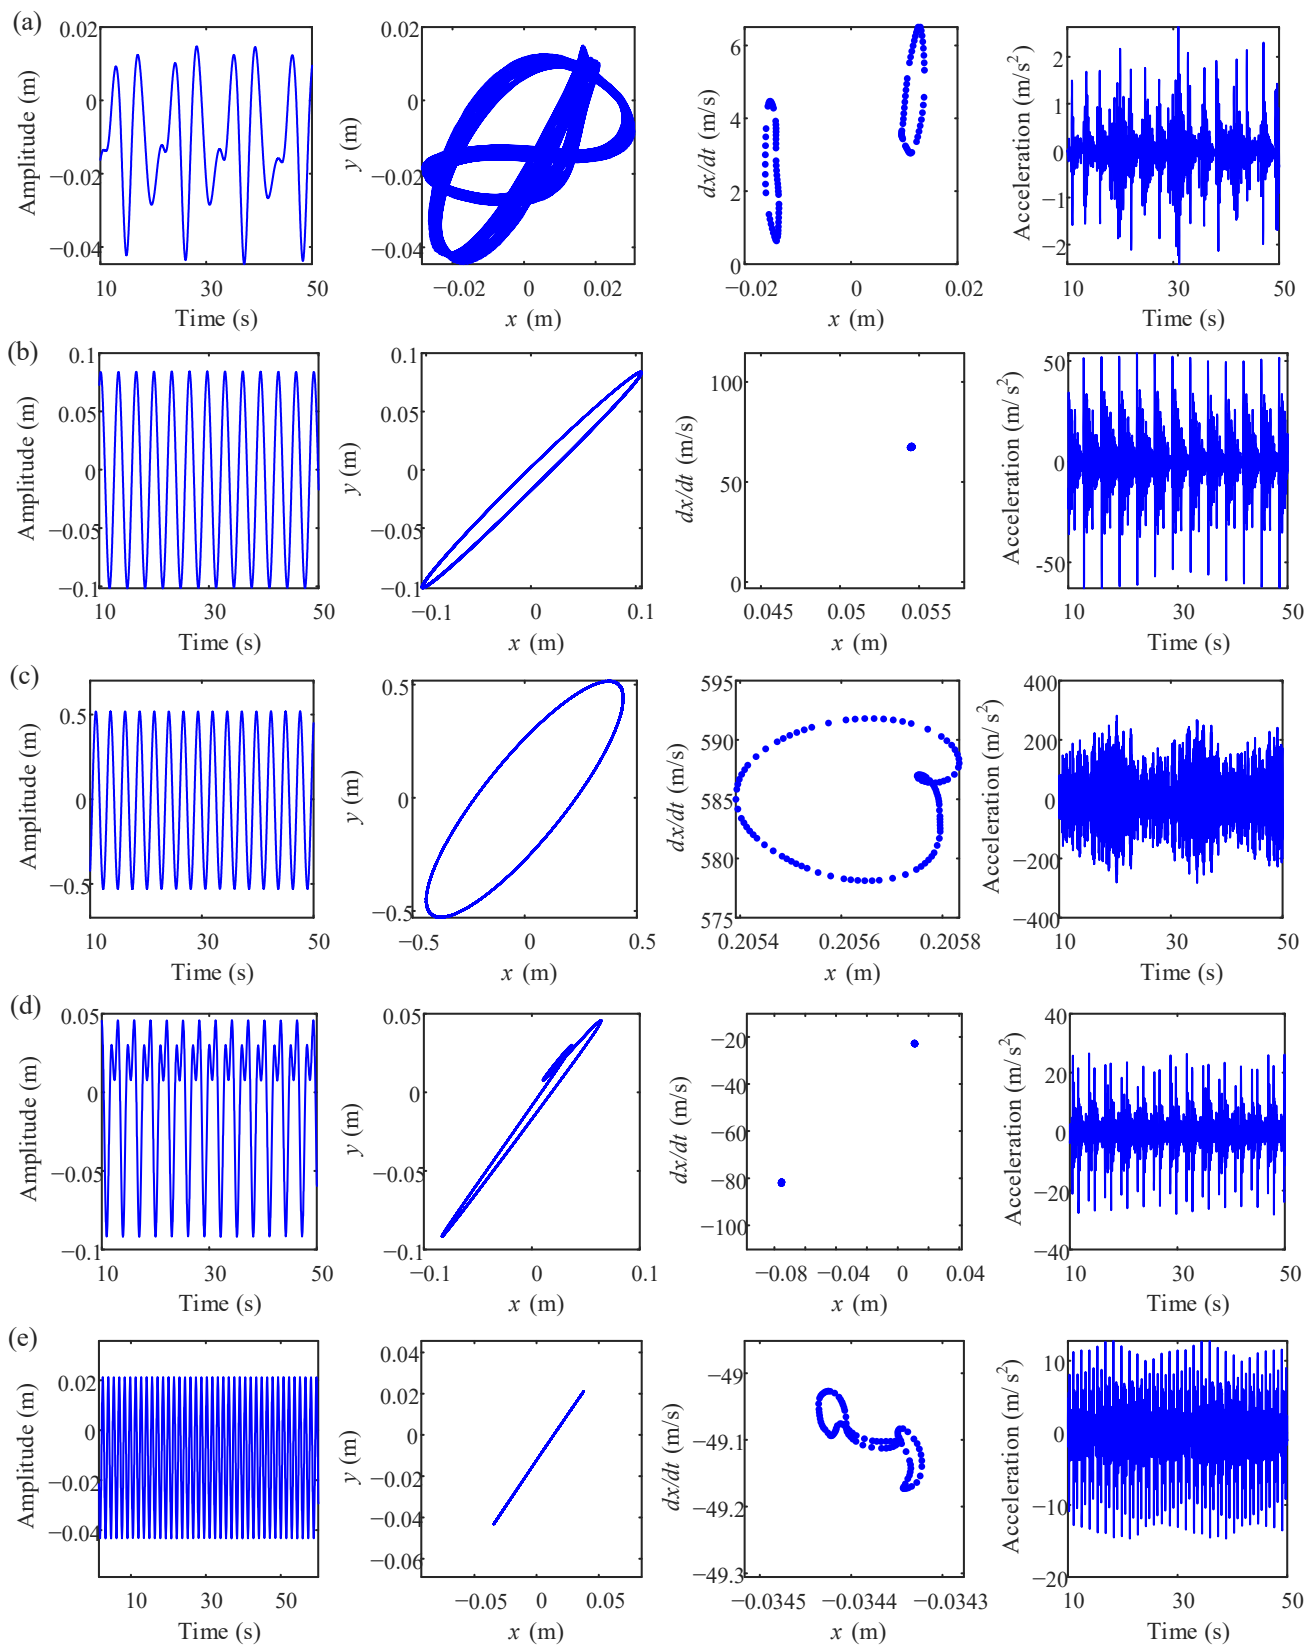 (a)
0.02
0
−0.02
−0.04
10 30 50
Amplitude (m)
Time (s)
0.02
0
−0.02
−0.04
−0.02 0 0.02
y (m)
x (m)
6
4
2
0
−0.02 0 0.02
dx/dt (m/s)
x (m)
2
1
0
−1
−2
10 30 50
Acceleration (m/s²)
Time (s)
(b)
0.1
0.05
0
−0.05
−0.1
10 30 50
Amplitude (m)
Time (s)
0.1
0.05
0
−0.05
−0.1
−0.1 0 0.1
y (m)
x (m)
100
50
0
0.045 0.05 0.055
dx/dt (m/s)
x (m)
50
0
-50
10 30 50
Acceleration (m/ s²)
Time (s)
(c)
0.5
0
−0.5
10 30 50
Amplitude (m)
Time (s)
0.5
0
−0.5
−0.5 0 0.5
y (m)
x (m)
595
590
585
580
575
0.2054 0.2056 0.2058
dx/dt (m/s)
x (m)
400
200
0
−200
−400
10 30 50
Acceleration (m/ s²)
Time (s)
(d)
0.05
0
−0.05
−0.1
10 30 50
Amplitude (m)
Time (s)
0.05
0
−0.05
−0.1
−0.1 0 0.1
y (m)
x (m)
−20
−40
−60
−80
−100
−0.08 −0.04 0 0.04
dx/dt (m/s)
x (m)
40
20
0
−20
−40
10 30 50
Acceleration (m/ s²)
Time (s)
(e)
0.02
0
−0.02
−0.04
10 30 50
Amplitude (m)
Time (s)
0.04
0.02
0
−0.02
−0.04
−0.06
−0.05 0 0.05
y (m)
x (m)
−49
−49.1
−49.2
−49.3
−0.0345 −0.0344 −0.0343
dx/dt (m/s)
x (m)
10
0
−10
−20
10 30 50
Acceleration (m/ s²)
Time (s)